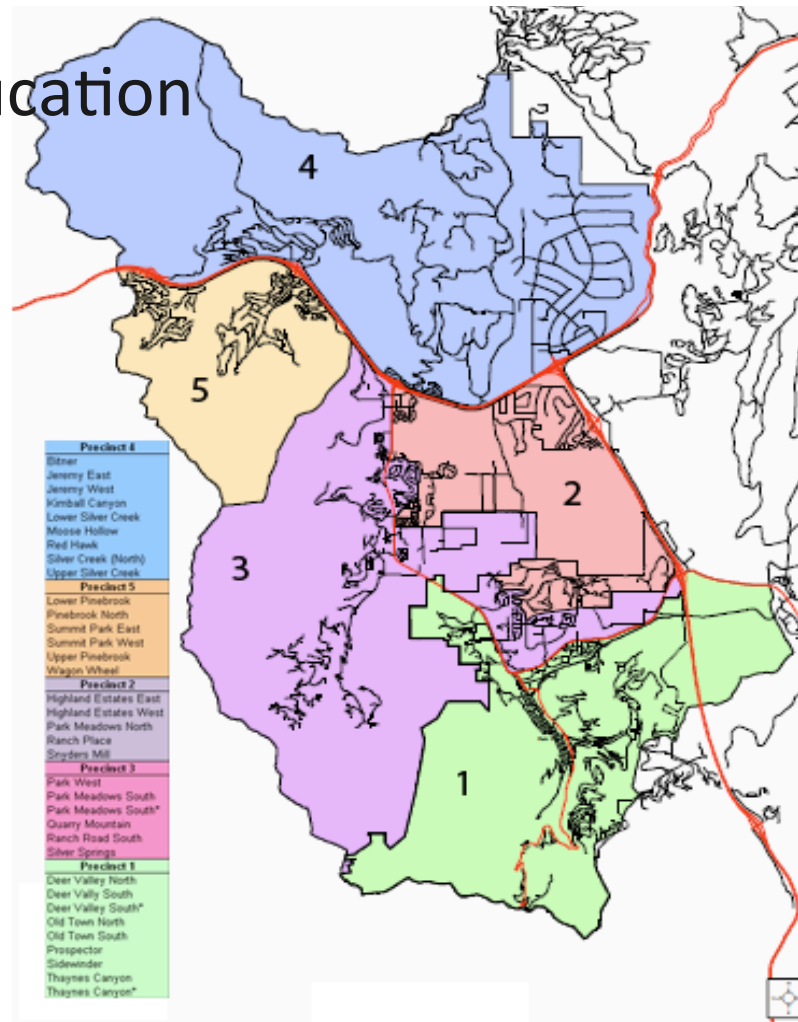 ucation
4
5
2
3
1
Precinct 4
Bitner
Jeremy East
Jeremy West
Kimball Canyon
Lower Silver Creek
Moose Hollow
Red Hawk
Silver Creek (North)
Upper Silver Creek
Precinct 5
Lower Pinebrook
Pinebrook North
Summit Park East
Summit Park West
Upper Pinebrook
Wagon Wheel
Precinct 2
Highland Estates East
Highland Estates West
Park Meadows North
Ranch Place
Snyders Mill
Precinct 3
Park West
Park Meadows South
Park Meadows South*
Quarry Mountain
Ranch Road South
Silver Springs
Precinct 1
Deer Valley North
Deer Vally South
Deer Valley South*
Old Town North
Old Town South
Prospector
Sidewinder
Thaynes Canyon
Thaynes Canyon*